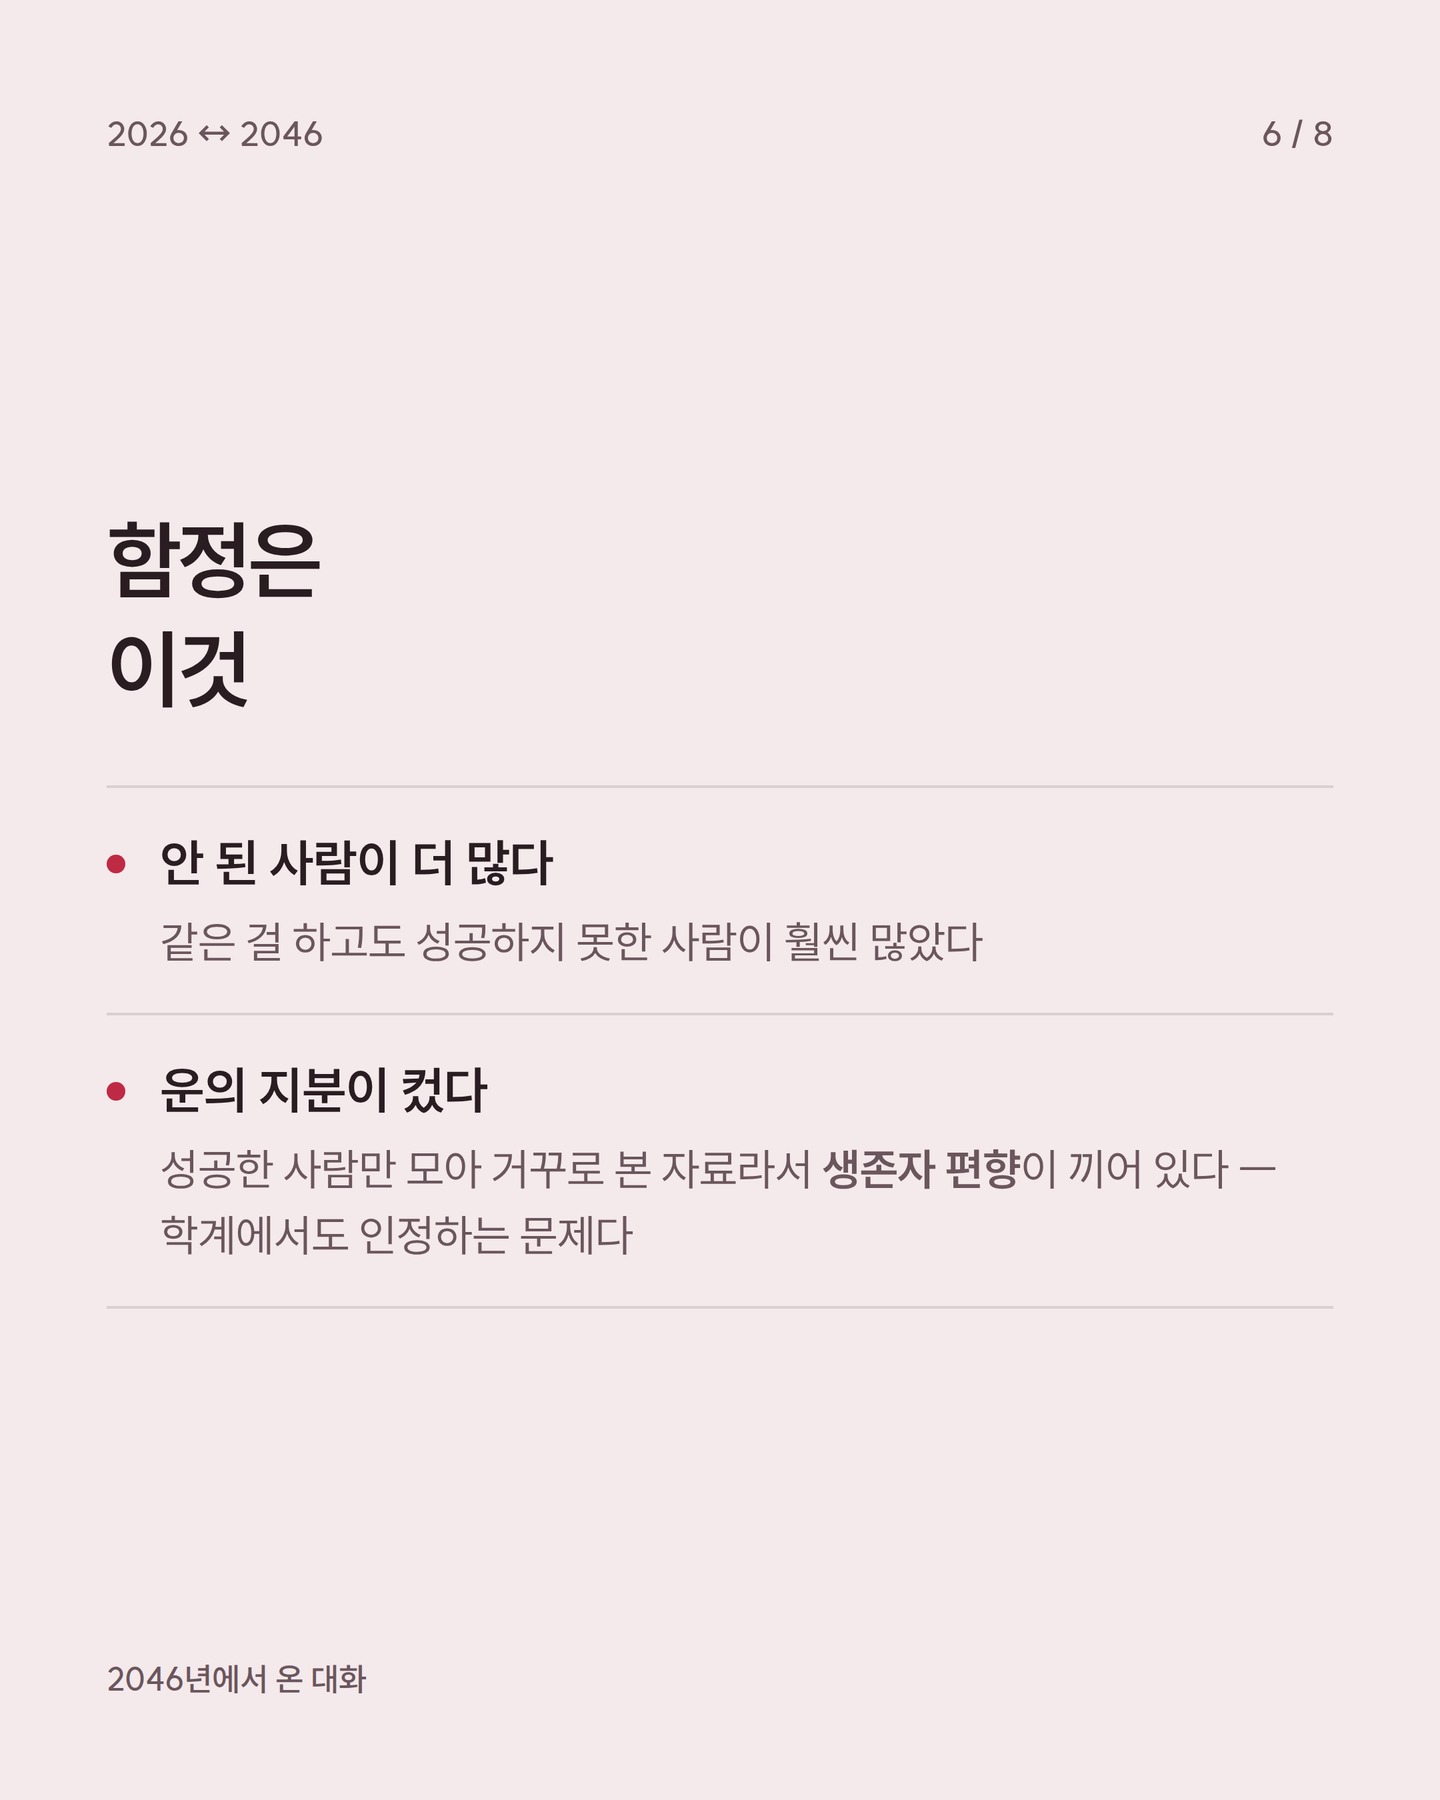 2026 ↔ 2046
6 / 8
함정은
이것
안 된 사람이 더 많다
같은 걸 하고도 성공하지 못한 사람이 훨씬 많았다
운의 지분이 컸다
성공한 사람만 모아 거꾸로 본 자료라서 생존자 편향이 끼어 있다 —
학계에서도 인정하는 문제다
2046년에서 온 대화